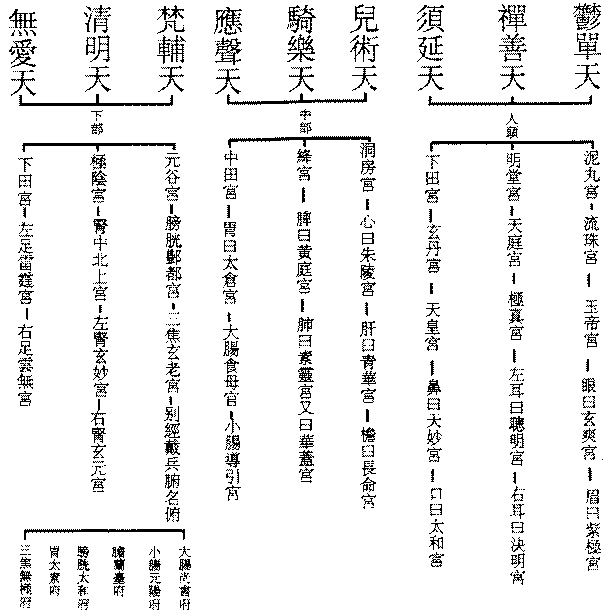 鬱單天
禪善天
須延天
人頭
泥丸宮 流珠宮 玉帝宮 眼曰玄爽宮 眉曰紫極宮
明堂宮 天庭宮 極真宮 左耳曰聰明宮 右耳曰決明宮
下田宮 玄丹宮 天皇宮 鼻曰大妙宮 口曰太和宮
兒術天
騎樂天
應聲天
中部
洞房宮 心曰朱陵宮 肝曰青華宮 膽曰長命宮
絳宮 脾曰黃庭宮 肺曰素靈宮又曰華蓋宮
中田宮 胃曰太倉宮 大腸食母宮 小腸導引宮
梵輔天
清明天
無愛天
下部
元谷宮 膀胱鄷都宮 三焦玄老宮 别經戴兵腑名俯
極陰宮 腎中北上宮 左腎玄妙宮 右腎玄元宮
下田宮 左足雷霆宮 右足雲無宮
大腸尚書府
小腸元陽府
膽蘭臺府
膀胱太和府
胃太素府
三焦無極府